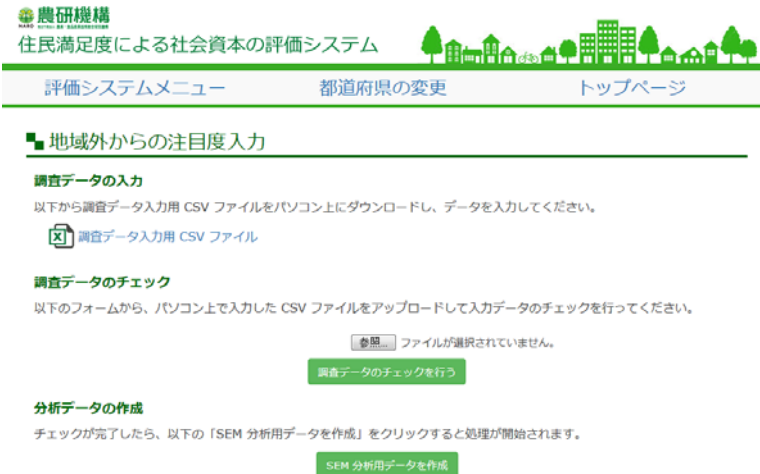 農研機構
NARO
住民満足度による社会資本の評価システム
評価システムメニュー 都道府県の変更 トップページ
地域外からの注目度入力
調査データの入力
以下から調査データ入力用 CSV ファイルをパソコン上にダウンロードし、データを入力してください。
調査データ入力用 CSV ファイル
調査データのチェック
以下のフォームから、パソコン上で入力した CSV ファイルをアップロードして入力データのチェックを行ってください。
参照... ファイルが選択されていません。
調査データのチェックを行う
分析データの作成
チェックが完了したら、以下の「SEM 分析用データを作成」をクリックすると処理が開始されます。
SEM 分析用データを作成